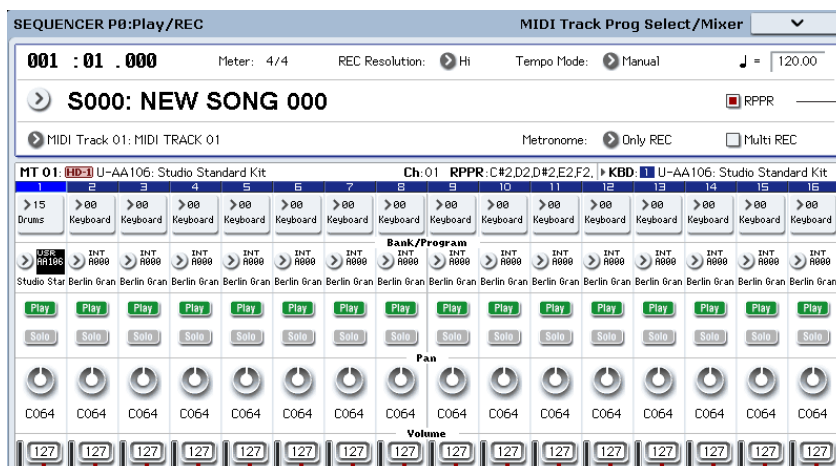 SEQUENCER P0:Play/REC MIDI Track Prog Select/Mixer
001 :01 .000 Meter: 4/4 REC Resolution: Hi Tempo Mode: Manual ♩ = 120.00
S000: NEW SONG 000 RPPR
MIDI Track 01: MIDI TRACK 01 Metronome: Only REC Multi REC
MT 01: HD-1 U-AA106: Studio Standard Kit Ch:01 RPPR:C#2,D2,D#2,E2,F2, KBD: 1 U-AA106: Studio Standard Kit
1 2 3 4 5 6 7 8 9 10 11 12 13 14 15 16
15 00 00 00 00 00 00 00 00 00 00 00 00 00 00 00
Drums Keyboard Keyboard Keyboard Keyboard Keyboard Keyboard Keyboard Keyboard Keyboard Keyboard Keyboard Keyboard Keyboard Keyboard Keyboard
Bank/Program
USR INT INT INT INT INT INT INT INT INT INT INT INT INT INT INT
AA106 A000 A000 A000 A000 A000 A000 A000 A000 A000 A000 A000 A000 A000 A000 A000
Studio Star Berlin Gran Berlin Gran Berlin Gran Berlin Gran Berlin Gran Berlin Gran Berlin Gran Berlin Gran Berlin Gran Berlin Gran Berlin Gran Berlin Gran Berlin Gran Berlin Gran Berlin Gran
Play Play Play Play Play Play Play Play Play Play Play Play Play Play Play Play
Solo Solo Solo Solo Solo Solo Solo Solo Solo Solo Solo Solo Solo Solo Solo Solo
Pan
C064 C064 C064 C064 C064 C064 C064 C064 C064 C064 C064 C064 C064 C064 C064 C064
Volume
127 127 127 127 127 127 127 127 127 127 127 127 127 127 127 127